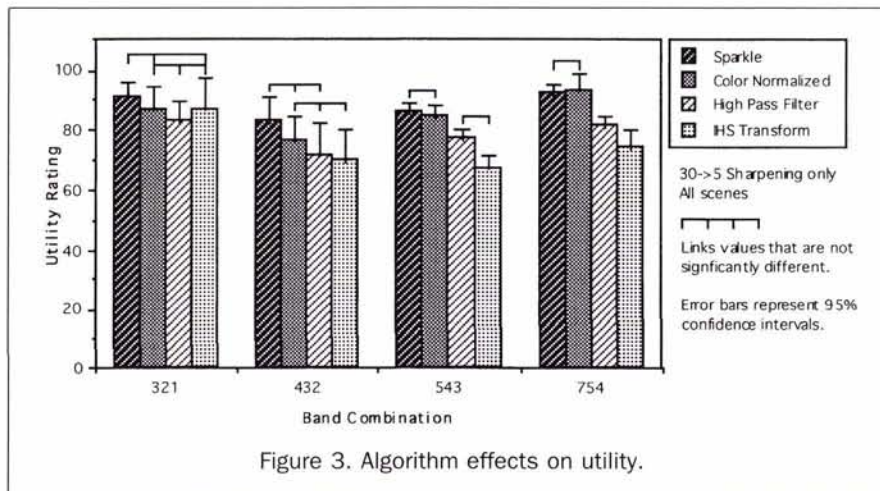 100
80
60
40
20
0
Utility Rating
321
432
543
754
Band Combination
Sparkle
Color Normalized
High Pass Filter
IHS Transform
30->5 Sharpening only
All scenes
Links values that are not
signficantly different.
Error bars represent 95%
confidence intervals.
Figure 3. Algorithm effects on utility.